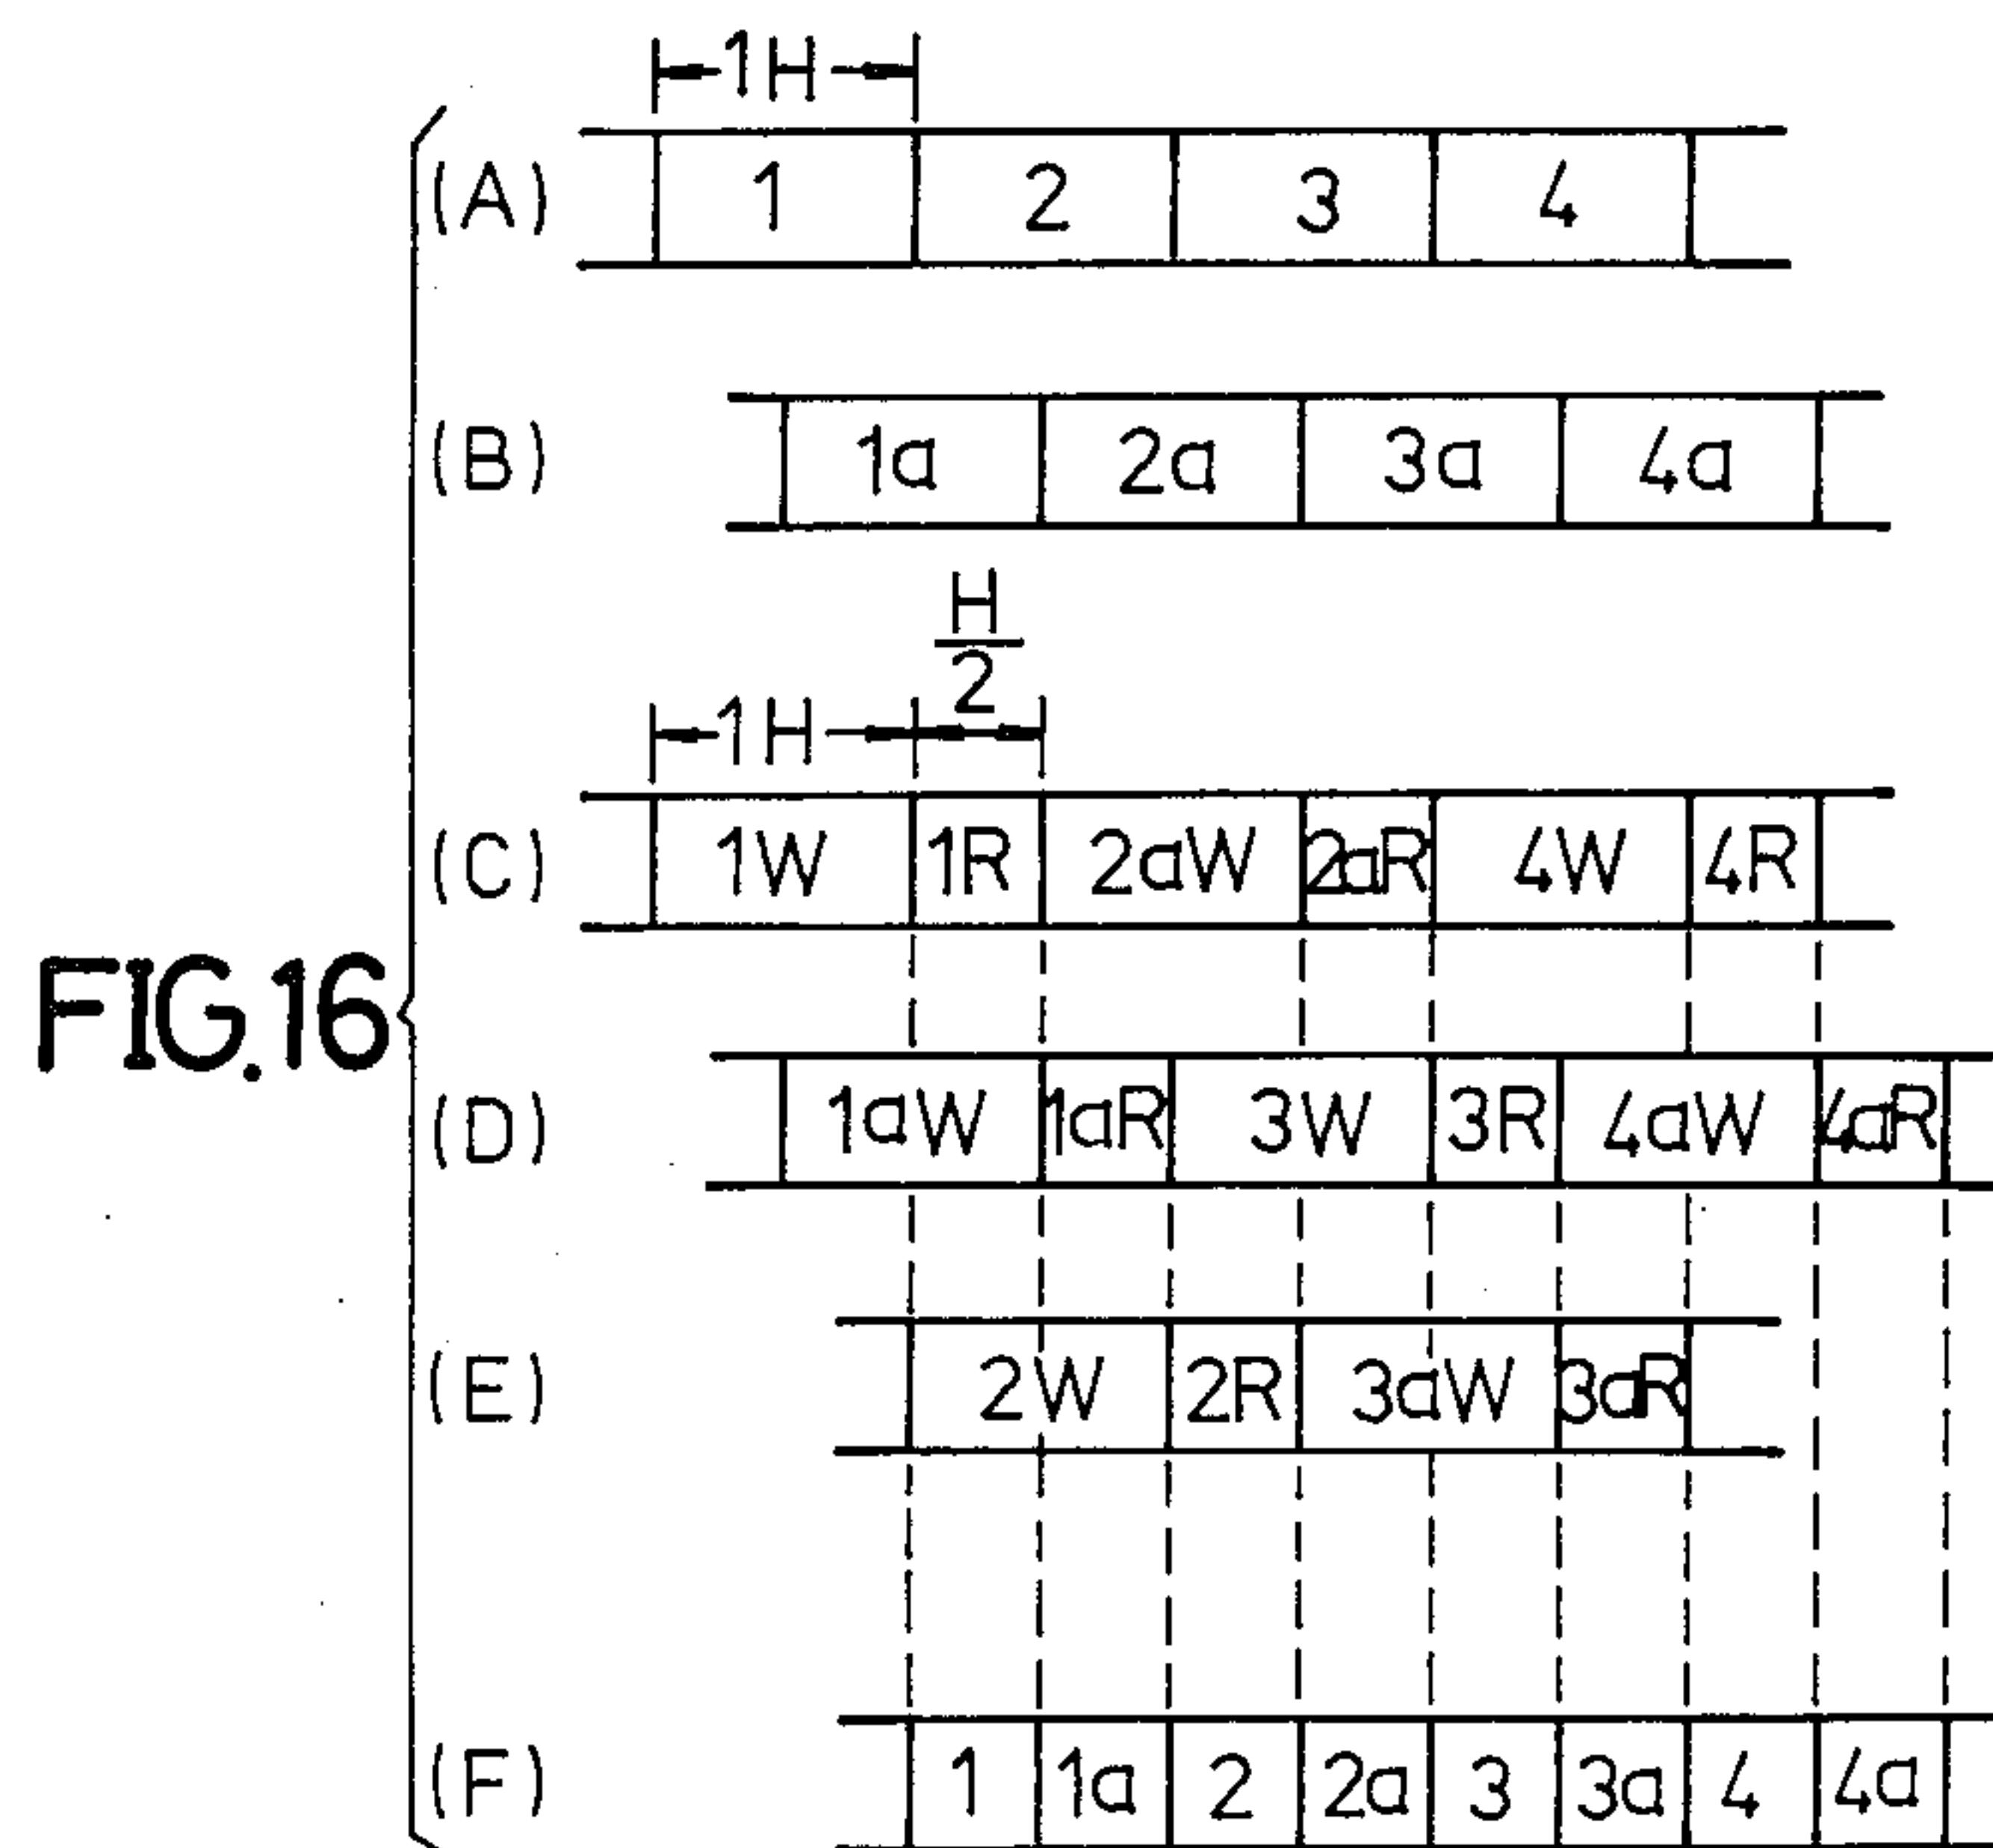 1H
(A) 1 2 3 4
(B) 1a 2a 3a 4a
H
2
1H
(C) 1W 1R 2aW 2aR 4W 4R
FIG.16
(D) 1aW 1aR 3W 3R 4aW 4aR
(E) 2W 2R 3aW 3aR
(F) 1 1a 2 2a 3 3a 4 4a